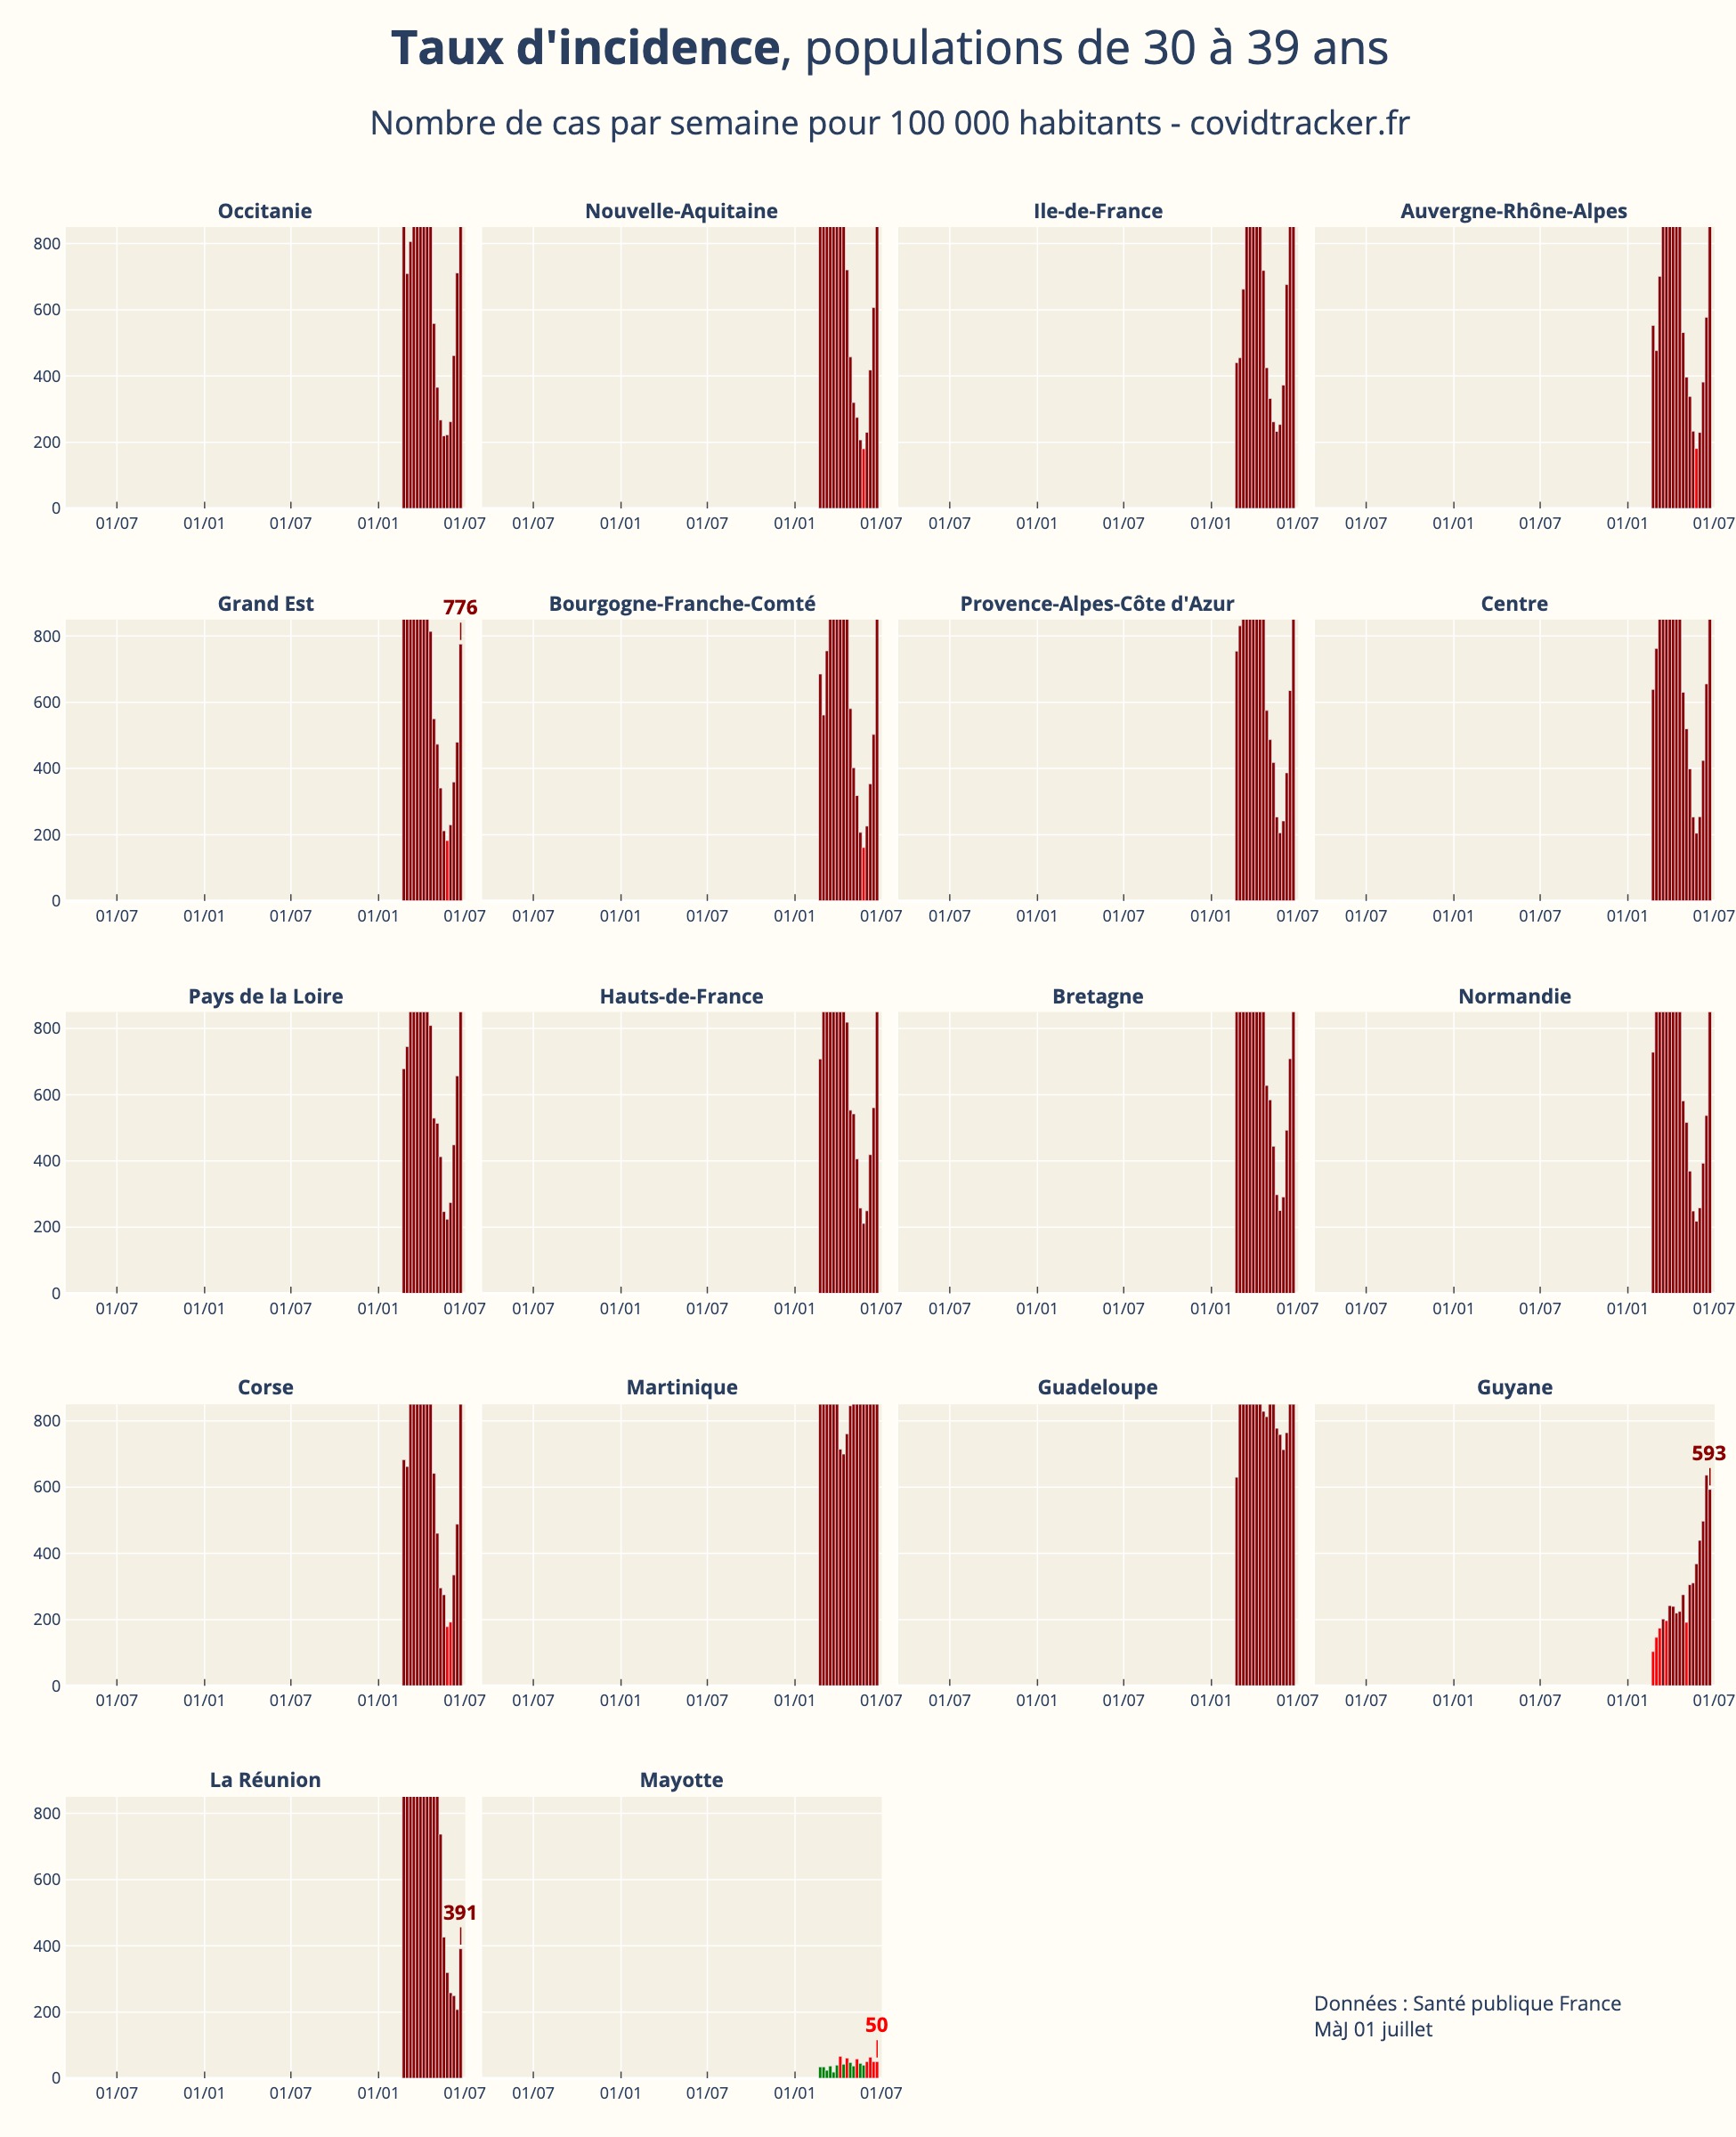 Taux d'incidence, populations de 30 à 39 ans
Nombre de cas par semaine pour 100 000 habitants - covidtracker.fr
Occitanie
Nouvelle-Aquitaine
Ile-de-France
Auvergne-Rhône-Alpes
800
600
400
200
0
01/07 01/01 01/07 01/01 01/07 01/07 01/01 01/07 01/01 01/07 01/07 01/01 01/07 01/01 01/07 01/07 01/01 01/07 01/01 01/07
Grand Est
776
Bourgogne-Franche-Comté
Provence-Alpes-Côte d'Azur
Centre
800
600
400
200
0
01/07 01/01 01/07 01/01 01/07 01/07 01/01 01/07 01/01 01/07 01/07 01/01 01/07 01/01 01/07 01/07 01/01 01/07 01/01 01/07
Pays de la Loire
Hauts-de-France
Bretagne
Normandie
800
600
400
200
0
01/07 01/01 01/07 01/01 01/07 01/07 01/01 01/07 01/01 01/07 01/07 01/01 01/07 01/01 01/07 01/07 01/01 01/07 01/01 01/07
Corse
Martinique
Guadeloupe
Guyane
800
593
600
400
200
0
01/07 01/01 01/07 01/01 01/07 01/07 01/01 01/07 01/01 01/07 01/07 01/01 01/07 01/01 01/07 01/07 01/01 01/07 01/01 01/07
La Réunion
Mayotte
800
600
391
400
200
50
0
01/07 01/01 01/07 01/01 01/07 01/07 01/01 01/07 01/01 01/07
Données : Santé publique France
MàJ 01 juillet